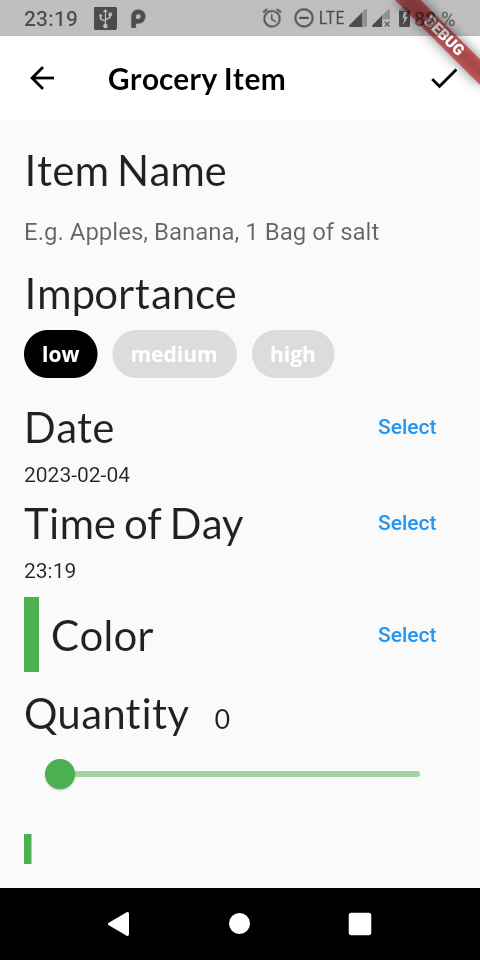 23:19 LTE %
DEBUG
Grocery Item
Item Name
E.g. Apples, Banana, 1 Bag of salt
Importance
low medium high
Date Select
2023-02-04
Time of Day Select
23:19
Color Select
Quantity 0